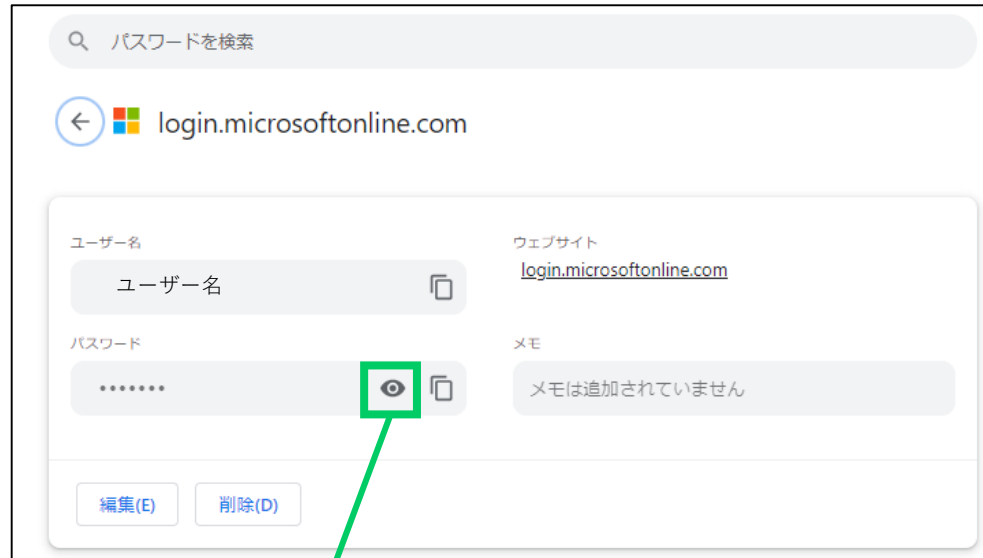 パスワードを検索
login.microsoftonline.com
ユーザー名
ウェブサイト
ユーザー名
login.microsoftonline.com
パスワード
メモ
•••••••
メモは追加されていません
編集(E)
削除(D)